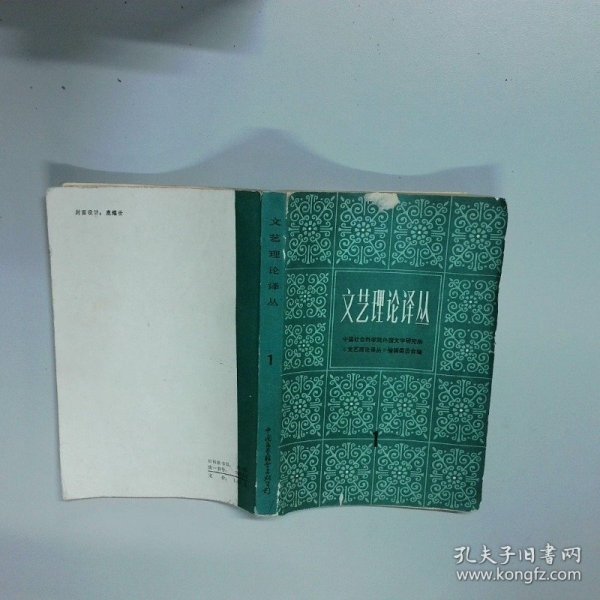 文艺理论译丛
中国社会科学院外国文学研究所
《文艺理论译丛》编辑委员会编
1
文艺理论译丛
1
封面设计：
孔夫子旧书网
www.kongfz.com